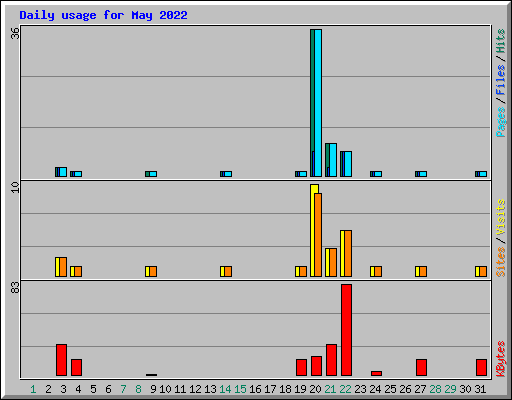 Daily usage for May 2022
36
Pages / Files / Hits
10
Sites / Visits
83
KBytes
1 2 3 4 5 6 7 8 9 10 11 12 13 14 15 16 17 18 19 20 21 22 23 24 25 26 27 28 29 30 31